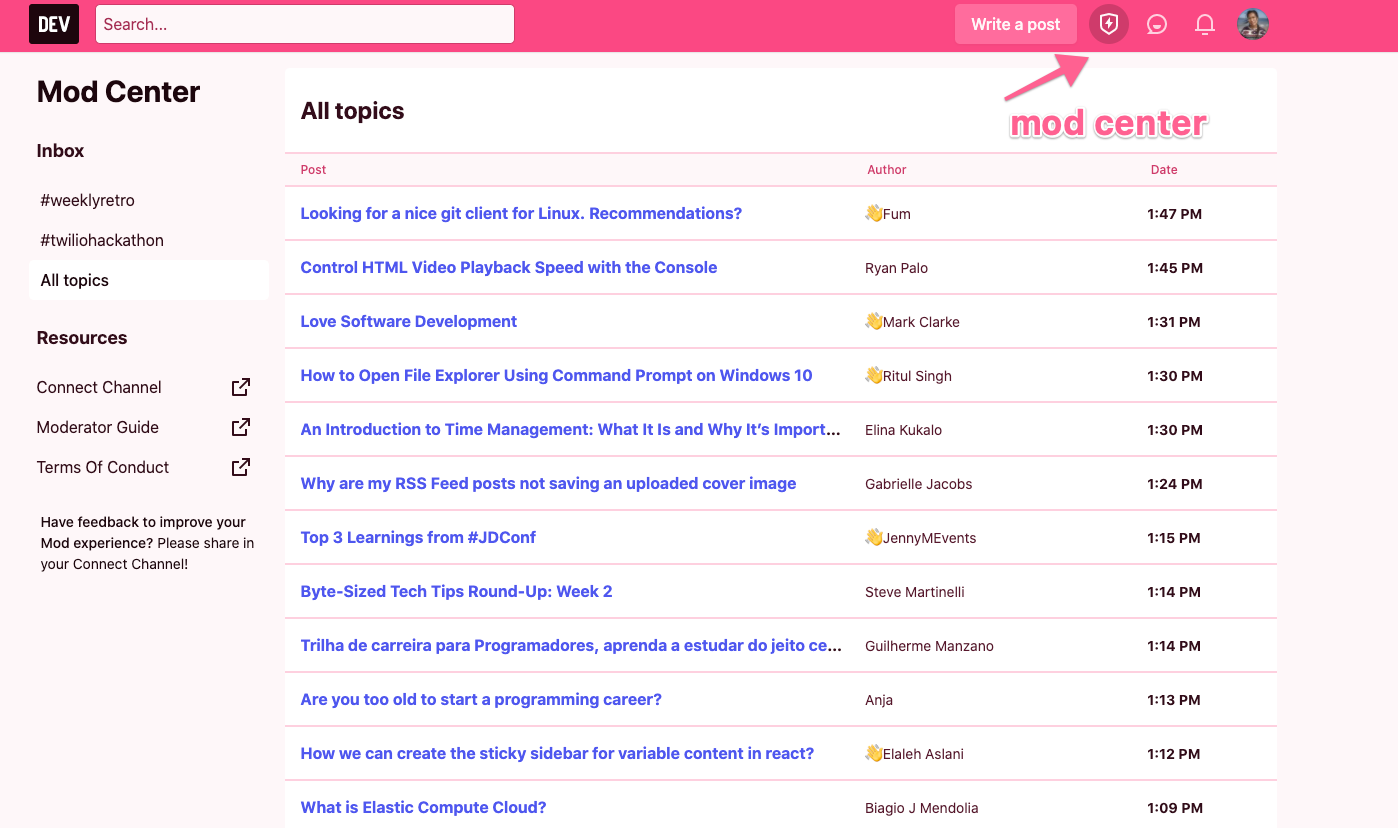 DEV
Search...
Write a post
mod center
Mod Center
Inbox
#weeklyretro
#twiliohackathon
All topics
Resources
Connect Channel
Moderator Guide
Terms Of Conduct
Have feedback to improve your
Mod experience? Please share in
your Connect Channel!
All topics
Post Author Date
Looking for a nice git client for Linux. Recommendations? 👋Fum 1:47 PM
Control HTML Video Playback Speed with the Console Ryan Palo 1:45 PM
Love Software Development 👋Mark Clarke 1:31 PM
How to Open File Explorer Using Command Prompt on Windows 10 👋Ritul Singh 1:30 PM
An Introduction to Time Management: What It Is and Why It’s Import... Elina Kukalo 1:30 PM
Why are my RSS Feed posts not saving an uploaded cover image Gabrielle Jacobs 1:24 PM
Top 3 Learnings from #JDConf 👋JennyMEvents 1:15 PM
Byte-Sized Tech Tips Round-Up: Week 2 Steve Martinelli 1:14 PM
Trilha de carreira para Programadores, aprenda a estudar do jeito ce... Guilherme Manzano 1:14 PM
Are you too old to start a programming career? Anja 1:13 PM
How we can create the sticky sidebar for variable content in react? 👋Elaleh Aslani 1:12 PM
What is Elastic Compute Cloud? Biagio J Mendolia 1:09 PM